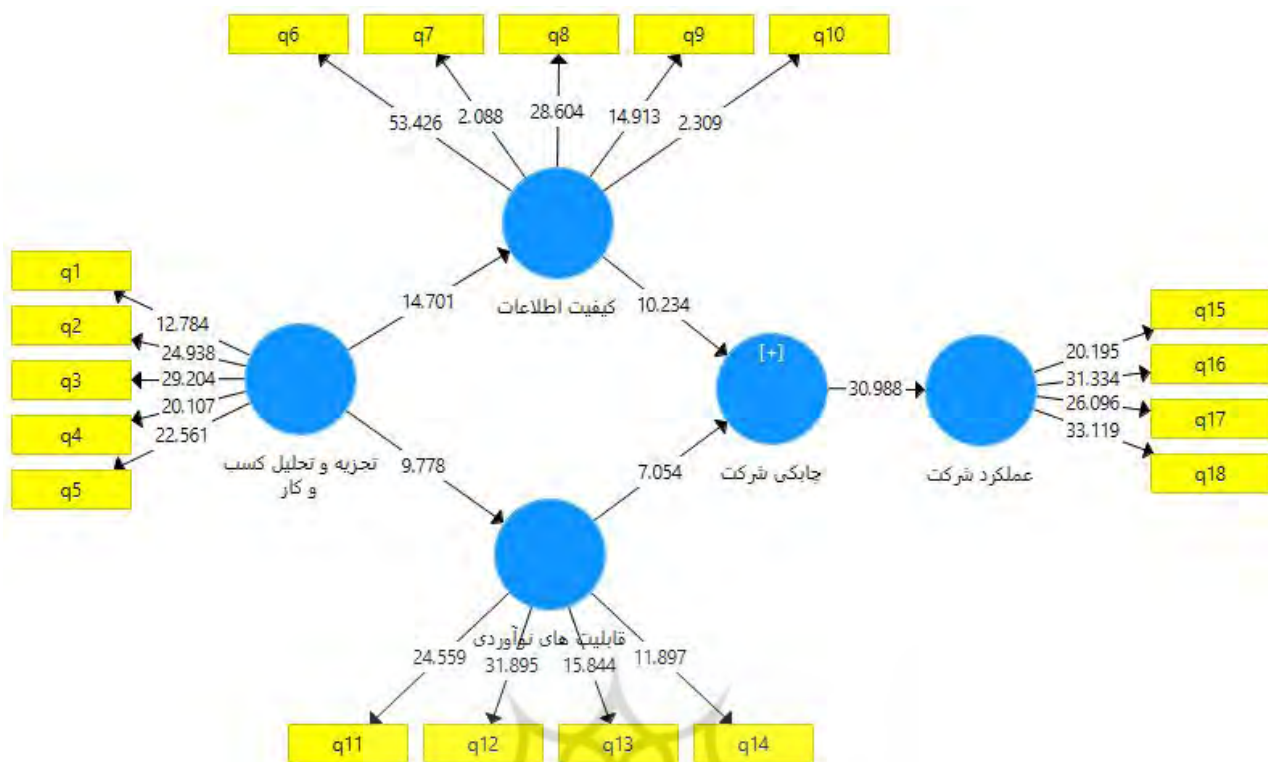 q6
q7
q8
q9
q10
53.426
2.088
28.604
14.913
2.309
q1
q2
q3
q4
q5
12.784
24.938
29.204
20.107
22.561
14.701
کیفیت اطلاعات
10.234
تجزیه و تحلیل کسب
و کار
9.778
[+]
چابکی شرکت
7.054
30.988
عملکرد شرکت
20.195
31.334
26.096
33.119
q15
q16
q17
q18
قابلیت های نوآوردی
24.559
31.895
15.844
11.897
q11
q12
q13
q14